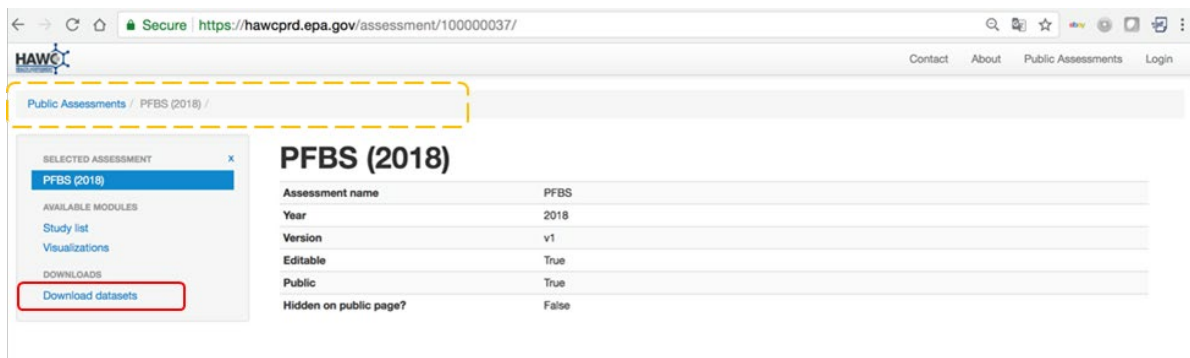 Secure https://hawcprd.epa.gov/assessment/100000037/
HAWC
Contact About Public Assessments Login
Public Assessments / PFBS (2018) /
SELECTED ASSESSMENT x
PFBS (2018)
AVAILABLE MODULES
Study list
Visualizations
DOWNLOADS
Download datasets
PFBS (2018)
Assessment name PFBS
Year 2018
Version v1
Editable True
Public True
Hidden on public page? False